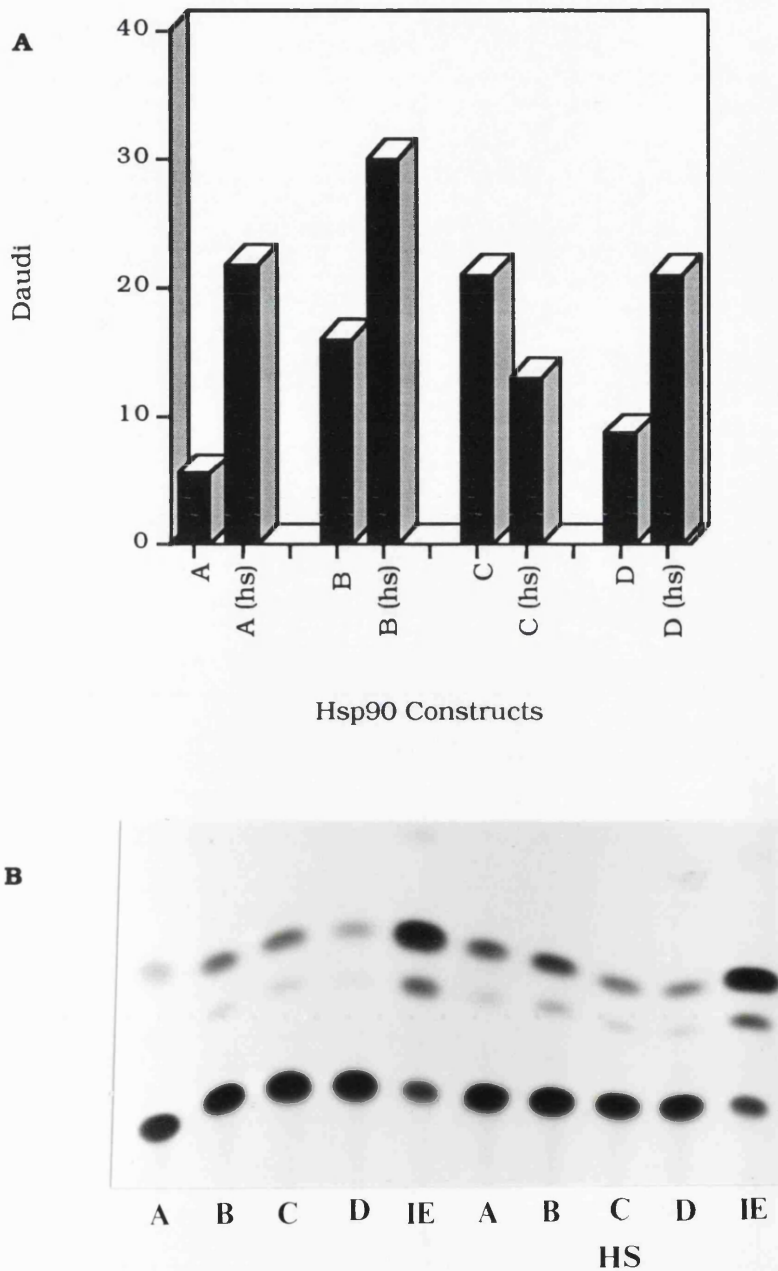 A
40
30
20
10
0
Daudi
A
A (hs)
B
B (hs)
C
C (hs)
D
D (hs)
Hsp90 Constructs
B
A B C D IE A B C D IE
HS